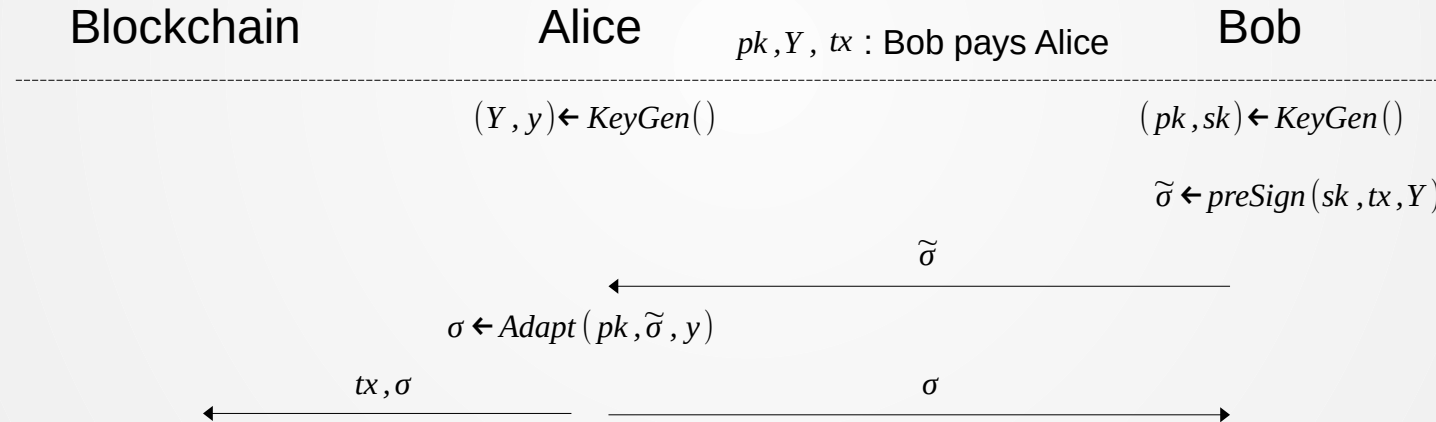 Blockchain Alice pk , Y , tx : Bob pays Alice Bob
(Y , y) ← KeyGen() (pk , sk) ← KeyGen()
σ̃ ← preSign(sk , tx , Y)
σ̃
σ ← Adapt(pk , σ̃ , y)
tx , σ σ